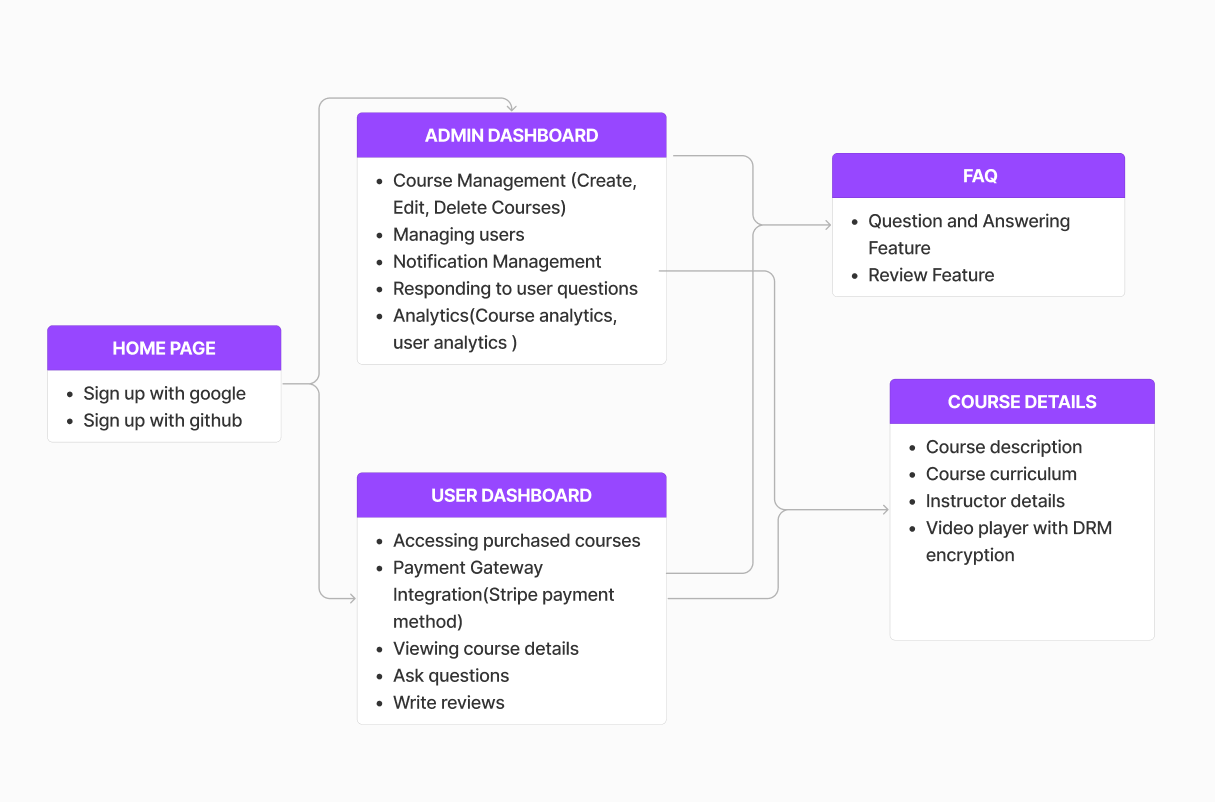 HOME PAGE
• Sign up with google
• Sign up with github
ADMIN DASHBOARD
• Course Management (Create,
Edit, Delete Courses)
• Managing users
• Notification Management
• Responding to user questions
• Analytics(Course analytics,
user analytics )
USER DASHBOARD
• Accessing purchased courses
• Payment Gateway
Integration(Stripe payment
method)
• Viewing course details
• Ask questions
• Write reviews
FAQ
• Question and Answering
Feature
• Review Feature
COURSE DETAILS
• Course description
• Course curriculum
• Instructor details
• Video player with DRM
encryption